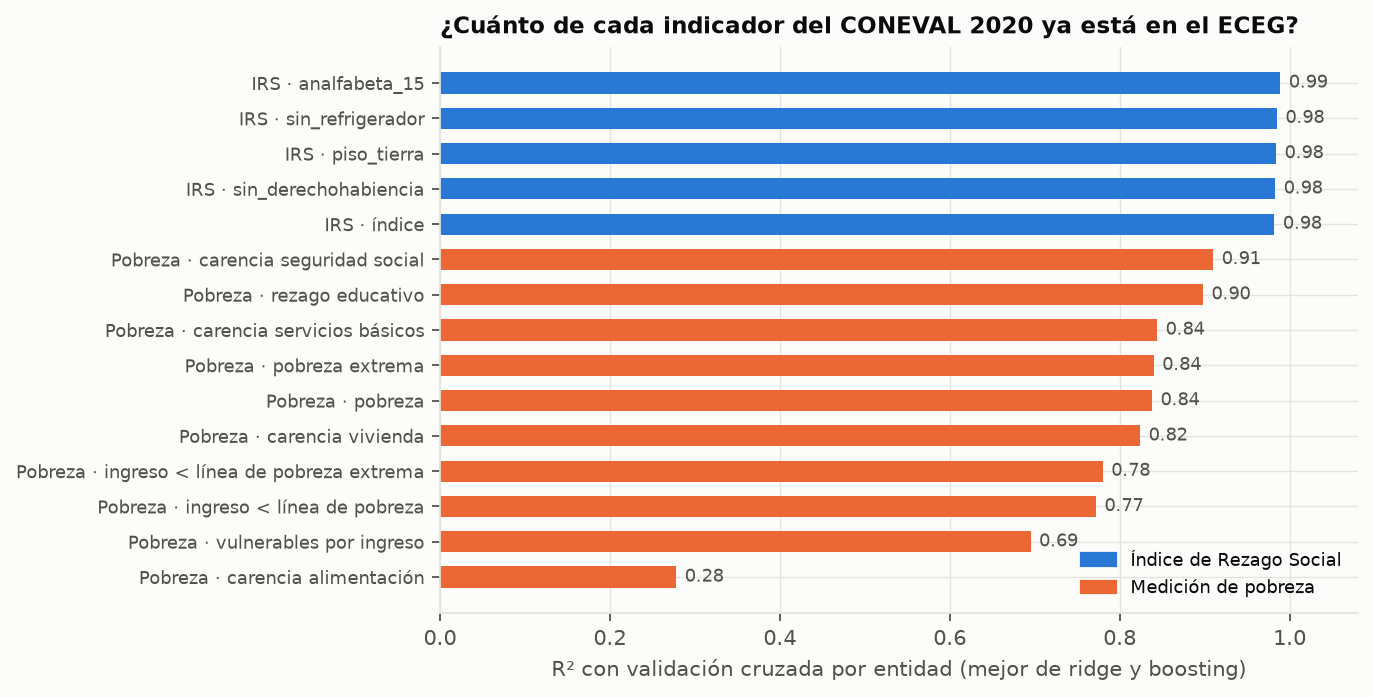 ¿Cuánto de cada indicador del CONEVAL 2020 ya está en el ECEG?
IRS · analfabeta_15 0.99
IRS · sin_refrigerador 0.98
IRS · piso_tierra 0.98
IRS · sin_derechohabiencia 0.98
IRS · índice 0.98
Pobreza · carencia seguridad social 0.91
Pobreza · rezago educativo 0.90
Pobreza · carencia servicios básicos 0.84
Pobreza · pobreza extrema 0.84
Pobreza · pobreza 0.84
Pobreza · carencia vivienda 0.82
Pobreza · ingreso < línea de pobreza extrema 0.78
Pobreza · ingreso < línea de pobreza 0.77
Pobreza · vulnerables por ingreso 0.69
Pobreza · carencia alimentación 0.28
Índice de Rezago Social
Medición de pobreza
0.0 0.2 0.4 0.6 0.8 1.0
R² con validación cruzada por entidad (mejor de ridge y boosting)